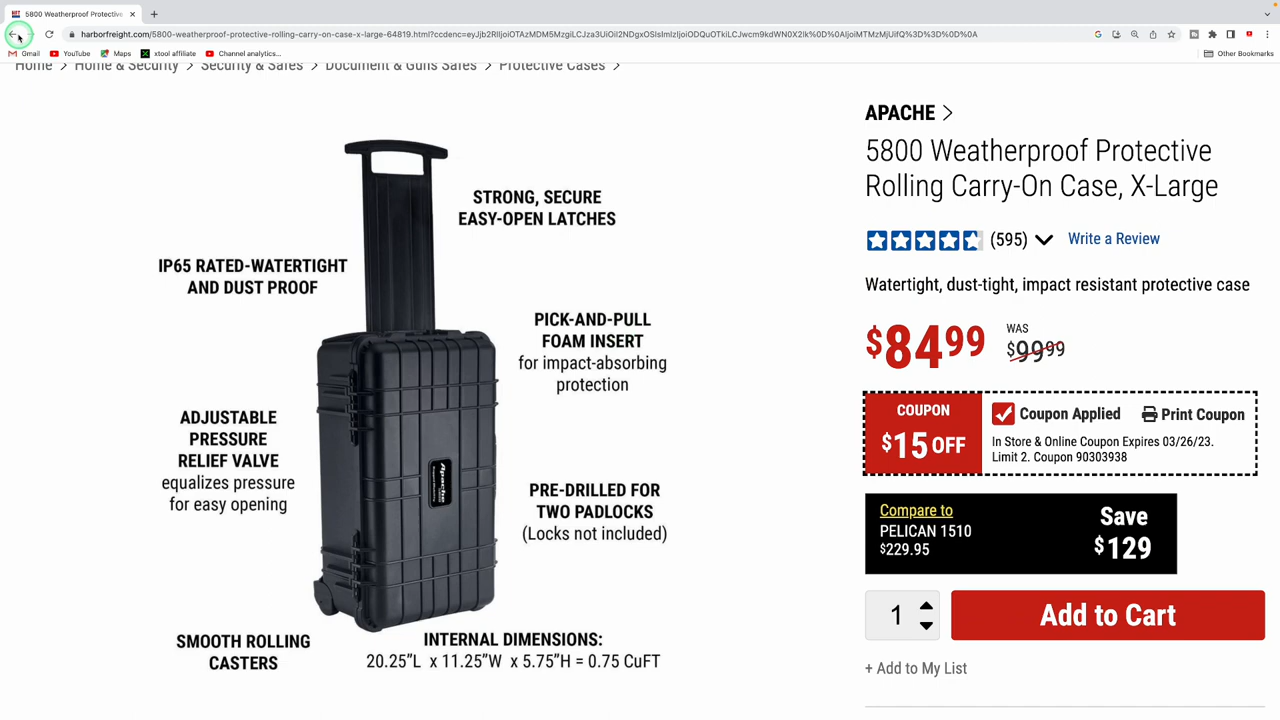 5800 Weatherproof Protective
harborfreight.com/5800-weatherproof-protective-rolling-carry-on-case-x-large-64819.html?
Gmail
YouTube
Maps
xtool affiliate
Channel analytics...
Other Bookmarks
Home > Home & Security > Security & Safes > Document & Guns Safes > Protective Cases >
STRONG, SECURE
EASY-OPEN LATCHES
IP65 RATED-WATERTIGHT
AND DUST PROOF
PICK-AND-PULL
FOAM INSERT
for impact-absorbing
protection
ADJUSTABLE
PRESSURE
RELIEF VALVE
equalizes pressure
for easy opening
Apache
PRE-DRILLED FOR
TWO PADLOCKS
(Locks not included)
SMOOTH ROLLING
CASTERS
INTERNAL DIMENSIONS:
20.25”L x 11.25”W x 5.75”H = 0.75 CuFT
APACHE >
5800 Weatherproof Protective
Rolling Carry-On Case, X-Large
(595)
Write a Review
Watertight, dust-tight, impact resistant protective case
$84 99
WAS
$99 99
COUPON
$15 OFF
Coupon Applied
Print Coupon
In Store & Online Coupon Expires 03/26/23.
Limit 2. Coupon 90303938
Compare to
PELICAN 1510
$229.95
Save
$129
1
Add to Cart
+ Add to My List